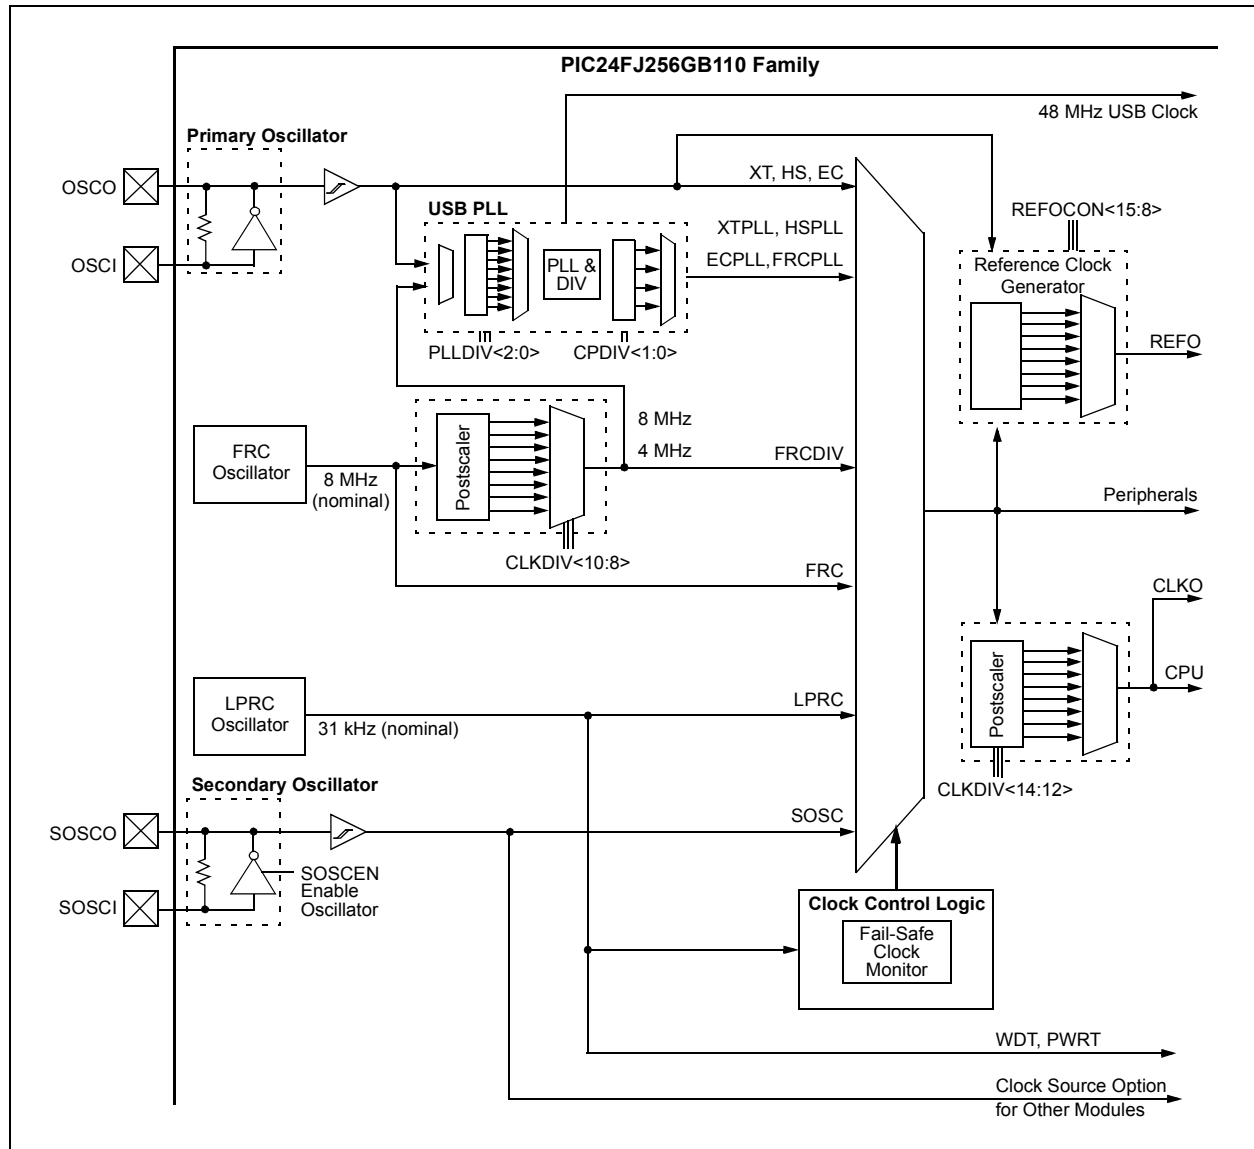 PIC24FJ256GB110 Family
48 MHz USB Clock
Primary Oscillator
OSCO
OSCI
XT, HS, EC
USB PLL
XTPLL, HSPLL
ECPLL,FRCPLL
PLL &
DIV
PLLDIV<2:0>
CPDIV<1:0>
REFOCON<15:8>
Reference Clock
Generator
REFO
FRC
Oscillator
8 MHz
(nominal)
Postscaler
8 MHz
4 MHz
FRCDIV
CLKDIV<10:8>
FRC
Peripherals
CLKO
CPU
Postscaler
CLKDIV<14:12>
LPRC
Oscillator
31 kHz (nominal)
LPRC
Secondary Oscillator
SOSCO
SOSCI
SOSCEN
Enable
Oscillator
SOSC
Clock Control Logic
Fail-Safe
Clock
Monitor
WDT, PWRT
Clock Source Option
for Other Modules